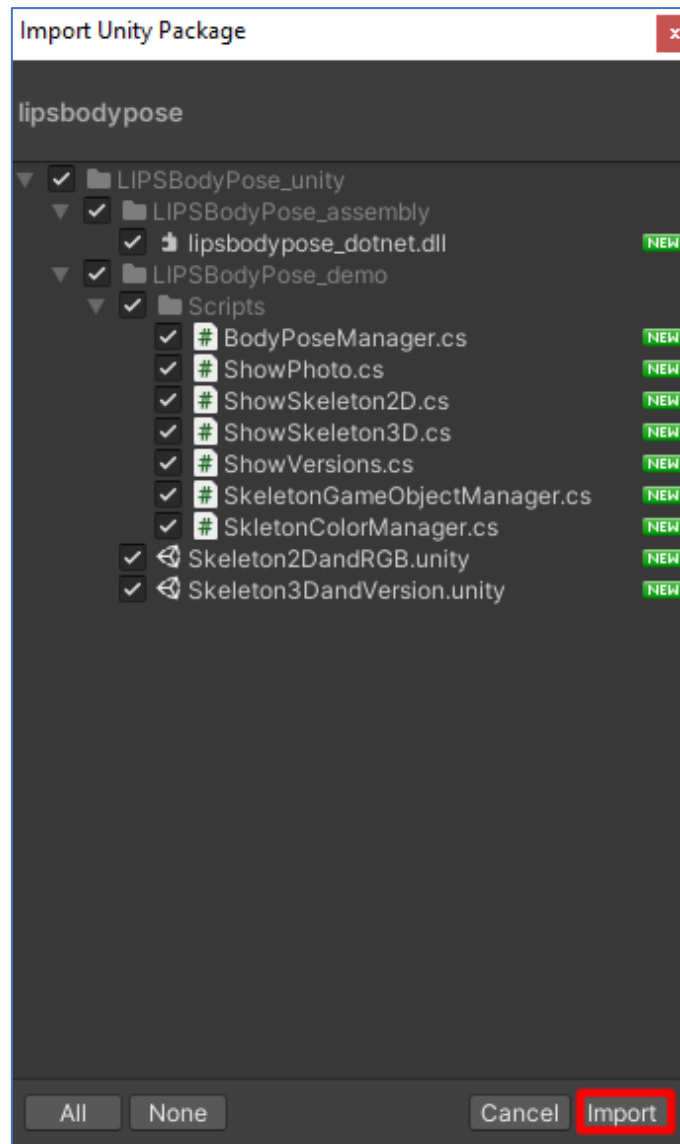 Import Unity Package
x
lipsbodypose
LIPSBodyPose_unity
LIPSBodyPose_assembly
lipsbodypose_dotnet.dll NEW
LIPSBodyPose_demo
Scripts
# BodyPoseManager.cs NEW
# ShowPhoto.cs NEW
# ShowSkeleton2D.cs NEW
# ShowSkeleton3D.cs NEW
# ShowVersions.cs NEW
# SkeletonGameObjectManager.cs NEW
# SkletonColorManager.cs NEW
Skeleton2DandRGB.unity NEW
Skeleton3DandVersion.unity NEW
All None Cancel Import